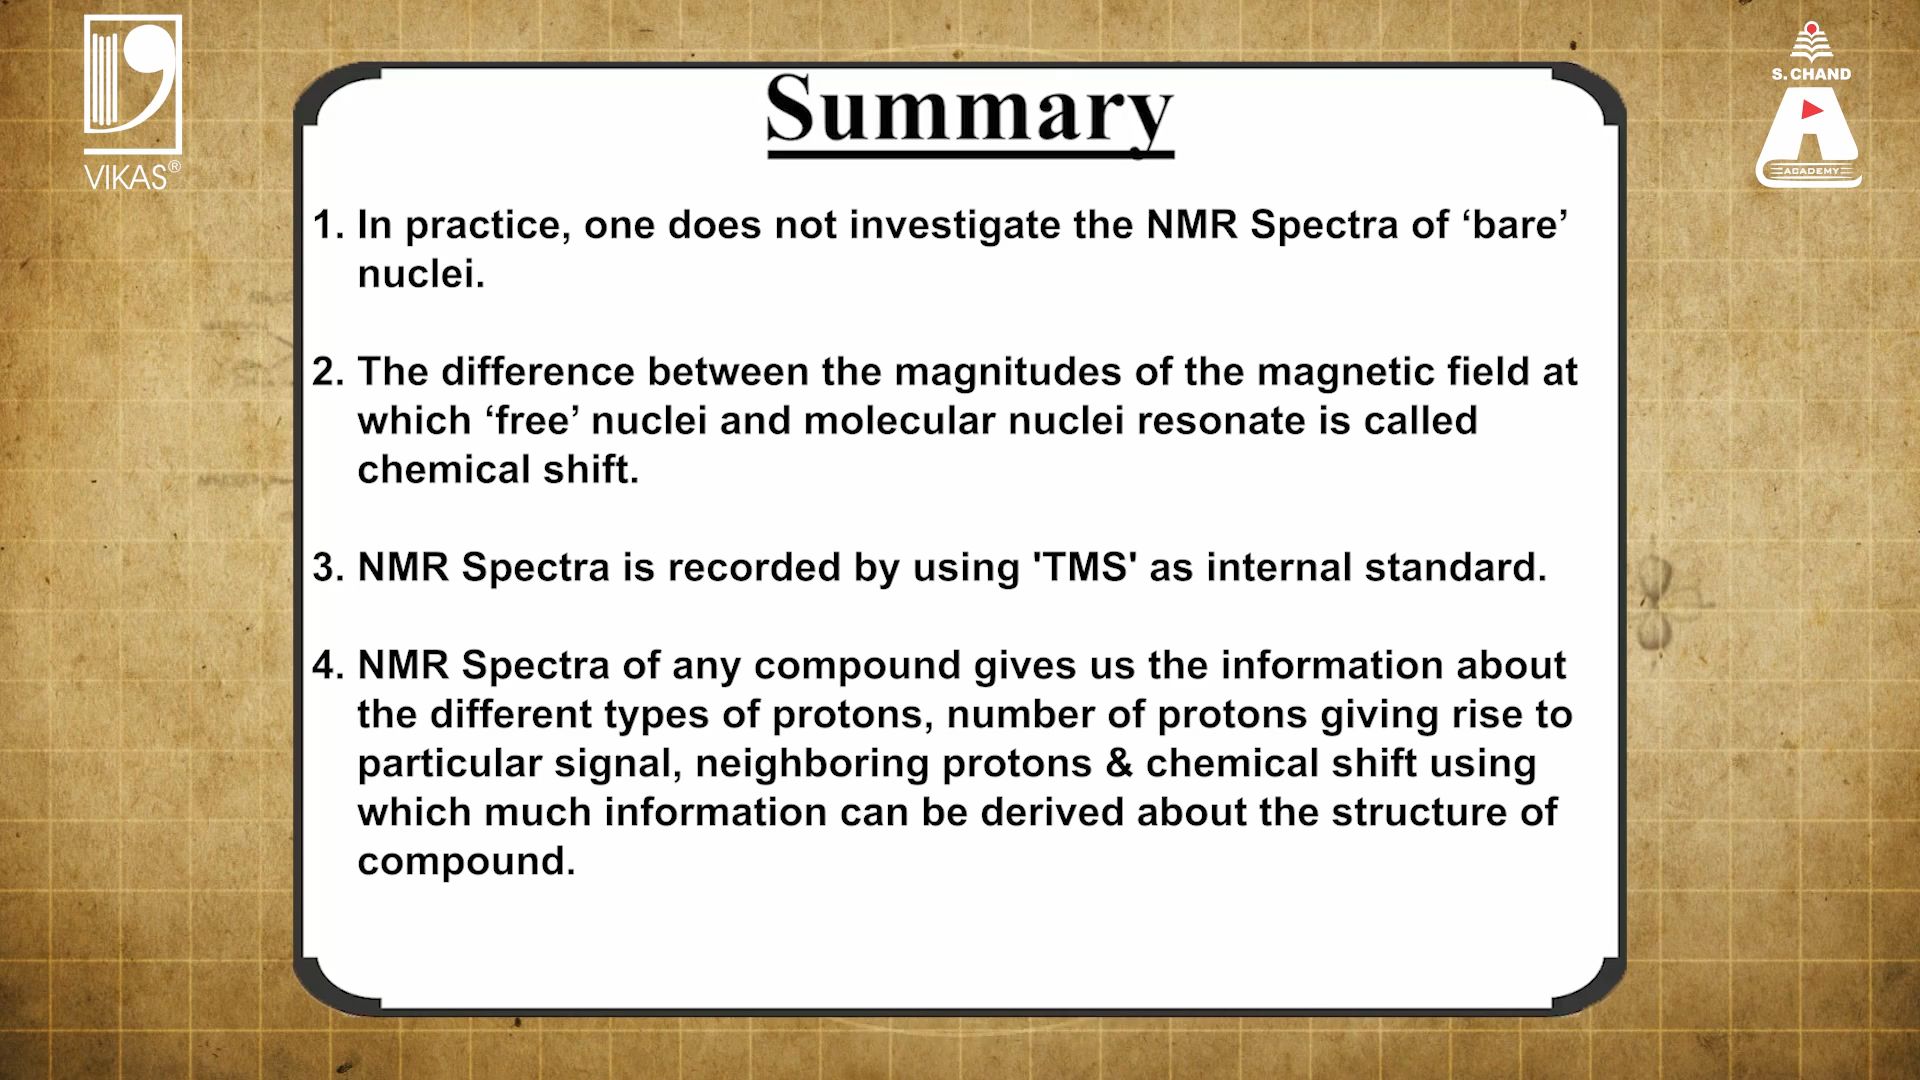 VIKAS®
S. CHAND
ACADEMY
Summary
1. In practice, one does not investigate the NMR Spectra of ‘bare’
nuclei.
2. The difference between the magnitudes of the magnetic field at
which ‘free’ nuclei and molecular nuclei resonate is called
chemical shift.
3. NMR Spectra is recorded by using 'TMS' as internal standard.
4. NMR Spectra of any compound gives us the information about
the different types of protons, number of protons giving rise to
particular signal, neighboring protons & chemical shift using
which much information can be derived about the structure of
compound.